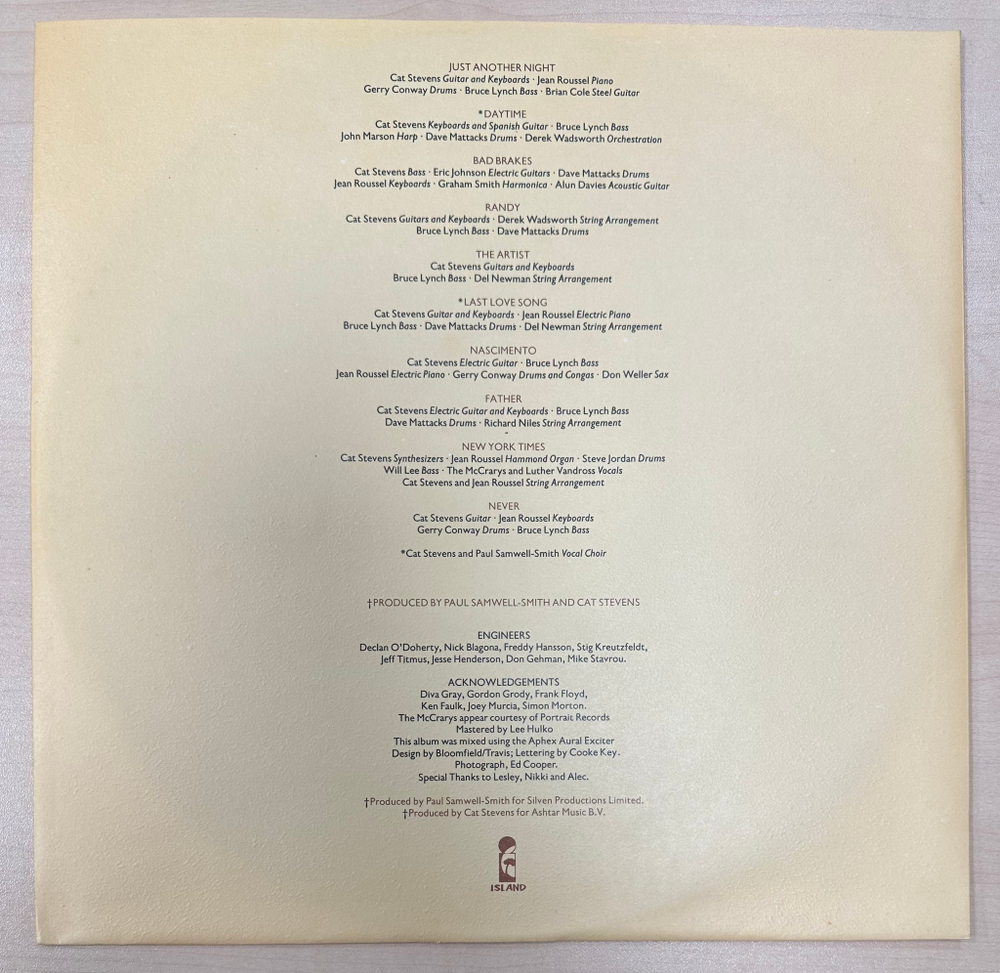 JUST ANOTHER NIGHT
Cat Stevens Guitar and Keyboards · Jean Roussel Piano
Gerry Conway Drums · Bruce Lynch Bass · Brian Cole Steel Guitar
*DAYTIME
Cat Stevens Keyboards and Spanish Guitar · Bruce Lynch Bass
John Marson Harp · Dave Mattacks Drums · Derek Wadsworth Orchestration
BAD BRAKES
Cat Stevens Bass · Eric Johnson Electric Guitars · Dave Mattacks Drums
Jean Roussel Keyboards · Graham Smith Harmonica · Alun Davies Acoustic Guitar
RANDY
Cat Stevens Guitars and Keyboards · Derek Wadsworth String Arrangement
Bruce Lynch Bass · Dave Mattacks Drums
THE ARTIST
Cat Stevens Guitars and Keyboards
Bruce Lynch Bass · Del Newman String Arrangement
*LAST LOVE SONG
Cat Stevens Guitar and Keyboards · Jean Roussel Electric Piano
Bruce Lynch Bass · Dave Mattacks Drums · Del Newman String Arrangement
NASCIMENTO
Cat Stevens Electric Guitar · Bruce Lynch Bass
Jean Roussel Electric Piano · Gerry Conway Drums and Congas · Don Weller Sax
FATHER
Cat Stevens Electric Guitar and Keyboards · Bruce Lynch Bass
Dave Mattacks Drums · Richard Niles String Arrangement
NEW YORK TIMES
Cat Stevens Synthesizers · Jean Roussel Hammond Organ · Steve Jordan Drums
Will Lee Bass · The McCrarys and Luther Vandross Vocals
Cat Stevens and Jean Roussel String Arrangement
NEVER
Cat Stevens Guitar · Jean Roussel Keyboards
Gerry Conway Drums · Bruce Lynch Bass
*Cat Stevens and Paul Samwell-Smith Vocal Choir
†PRODUCED BY PAUL SAMWELL-SMITH AND CAT STEVENS
ENGINEERS
Declan O'Doherty, Nick Blagona, Freddy Hansson, Stig Kreutzfeldt,
Jeff Titmus, Jesse Henderson, Don Gehman, Mike Stavrou.
ACKNOWLEDGEMENTS
Diva Gray, Gordon Grody, Frank Floyd,
Ken Faulk, Joey Murcia, Simon Morton.
The McCrarys appear courtesy of Portrait Records
Mastered by Lee Hulko
This album was mixed using the Aphex Aural Exciter
Design by Bloomfield/Travis; Lettering by Cooke Key.
Photograph, Ed Cooper.
Special Thanks to Lesley, Nikki and Alec.
†Produced by Paul Samwell-Smith for Silven Productions Limited.
†Produced by Cat Stevens for Ashtar Music B.V.
ISLAND